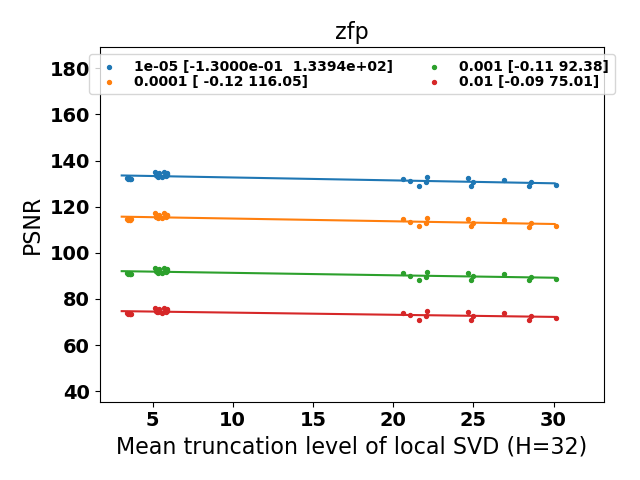 zfp
1e-05 [-1.3000e-01  1.3394e+02]
0.0001 [ -0.12 116.05]
0.001 [-0.11 92.38]
0.01 [-0.09 75.01]
PSNR
180
160
140
120
100
80
60
40
5 10 15 20 25 30
Mean truncation level of local SVD (H=32)